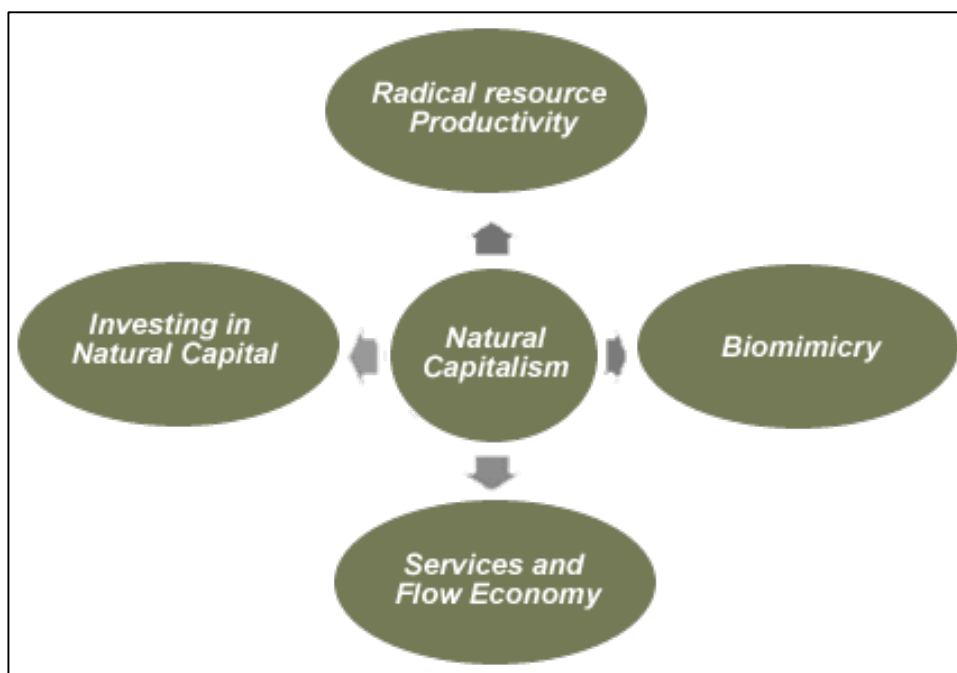 Radical resource
Productivity
Investing in
Natural Capital
Natural
Capitalism
Biomimicry
Services and
Flow Economy